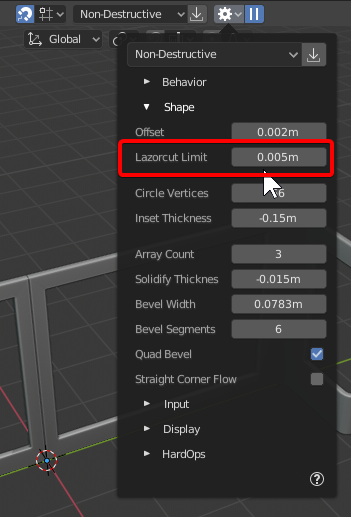 Non-Destructive
Global
Non-Destructive
Behavior
Shape
Offset 0.002m
Lazorcut Limit 0.005m
Circle Vertices 6
Inset Thickness -0.15m
Array Count 3
Solidify Thicknes -0.015m
Bevel Width 0.0783m
Bevel Segments 6
Quad Bevel
Straight Corner Flow
Input
Display
HardOps
?